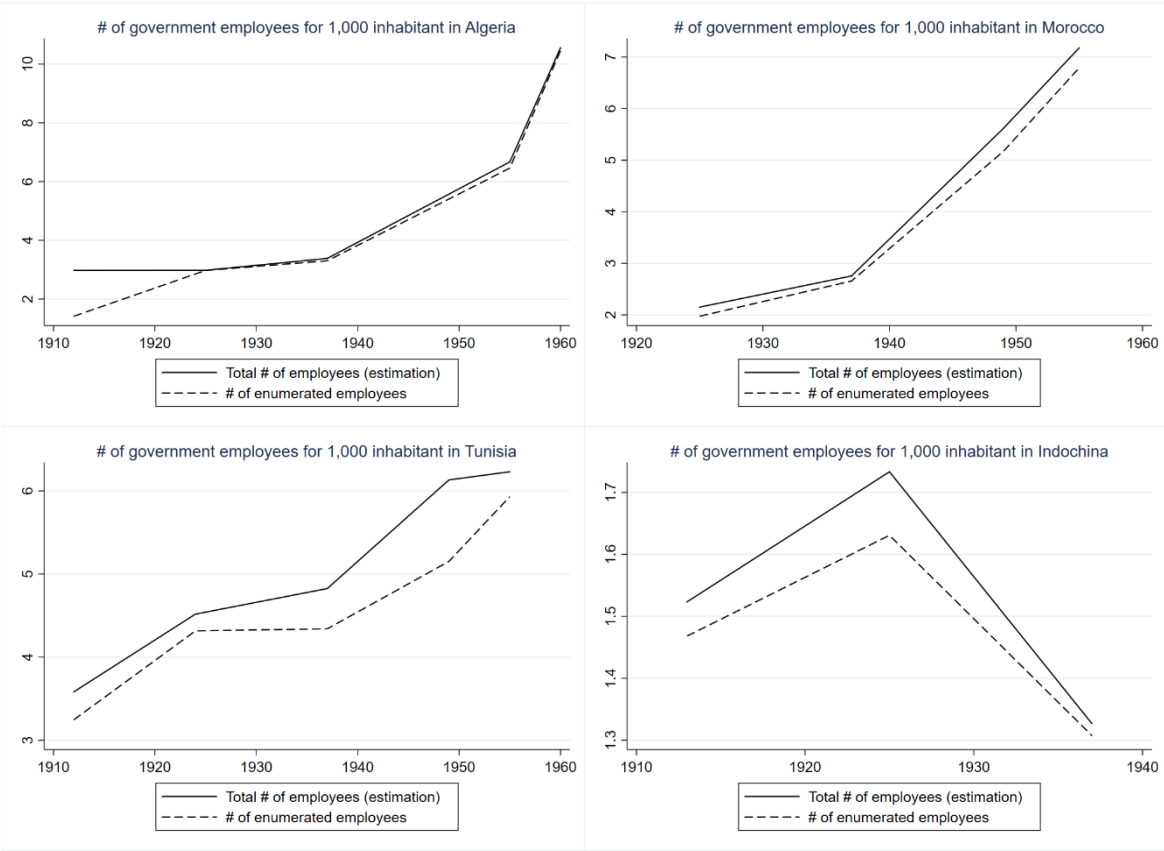 # of government employees for 1,000 inhabitant in Algeria
10
8
6
4
2
1910 1920 1930 1940 1950 1960
Total # of employees (estimation)
# of enumerated employees
# of government employees for 1,000 inhabitant in Morocco
7
6
5
4
3
2
1920 1930 1940 1950 1960
Total # of employees (estimation)
# of enumerated employees
# of government employees for 1,000 inhabitant in Tunisia
6
5
4
3
1910 1920 1930 1940 1950 1960
Total # of employees (estimation)
# of enumerated employees
# of government employees for 1,000 inhabitant in Indochina
1.7
1.6
1.5
1.4
1.3
1910 1920 1930 1940
Total # of employees (estimation)
# of enumerated employees